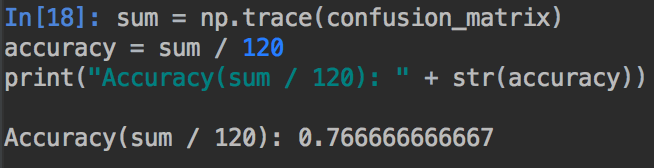 In[18]: sum = np.trace(confusion_matrix)
accuracy = sum / 120
print("Accuracy(sum / 120): " + str(accuracy))
Accuracy(sum / 120): 0.766666666667